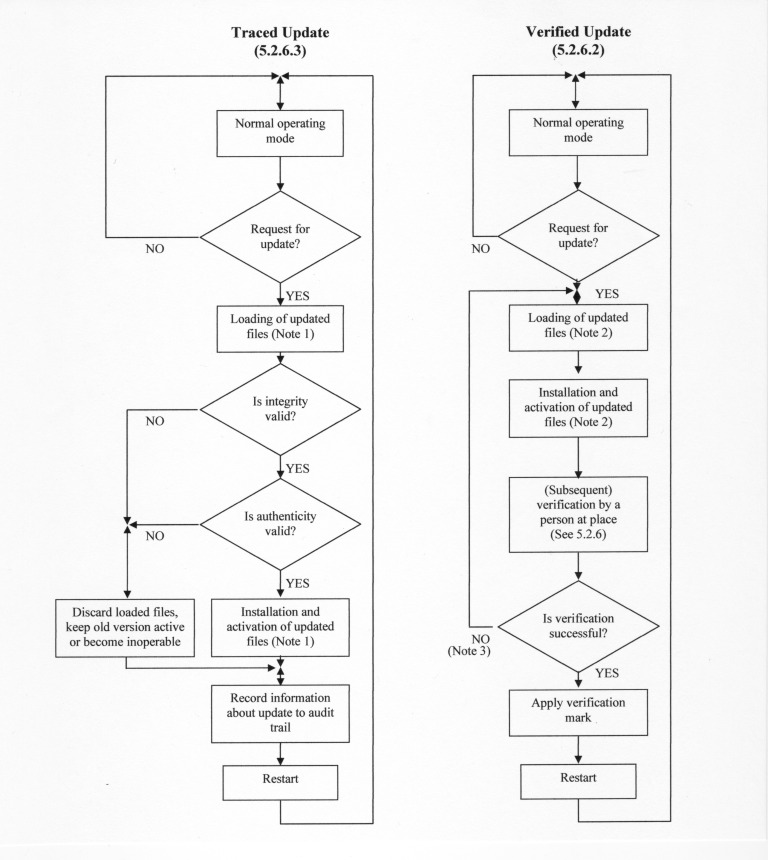 Traced Update
(5.2.6.3)
Normal operating
mode
Request for
update?
NO
YES
Loading of updated
files (Note 1)
Is integrity
valid?
NO
YES
Is authenticity
valid?
NO
YES
Discard loaded files,
keep old version active
or become inoperable
Installation and
activation of updated
files (Note 1)
Record information
about update to audit
trail
Restart
Verified Update
(5.2.6.2)
Normal operating
mode
Request for
update?
NO
YES
Loading of updated
files (Note 2)
Installation and
activation of updated
files (Note 2)
(Subsequent)
verification by a
person at place
(See 5.2.6)
Is verification
successful?
NO
(Note 3)
YES
Apply verification
mark
Restart